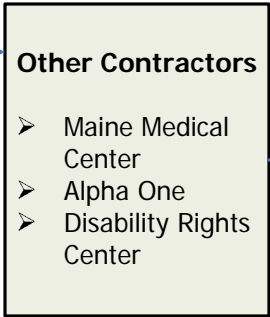 Other Contractors
➢ Maine Medical
Center
➢ Alpha One
➢ Disability Rights
Center